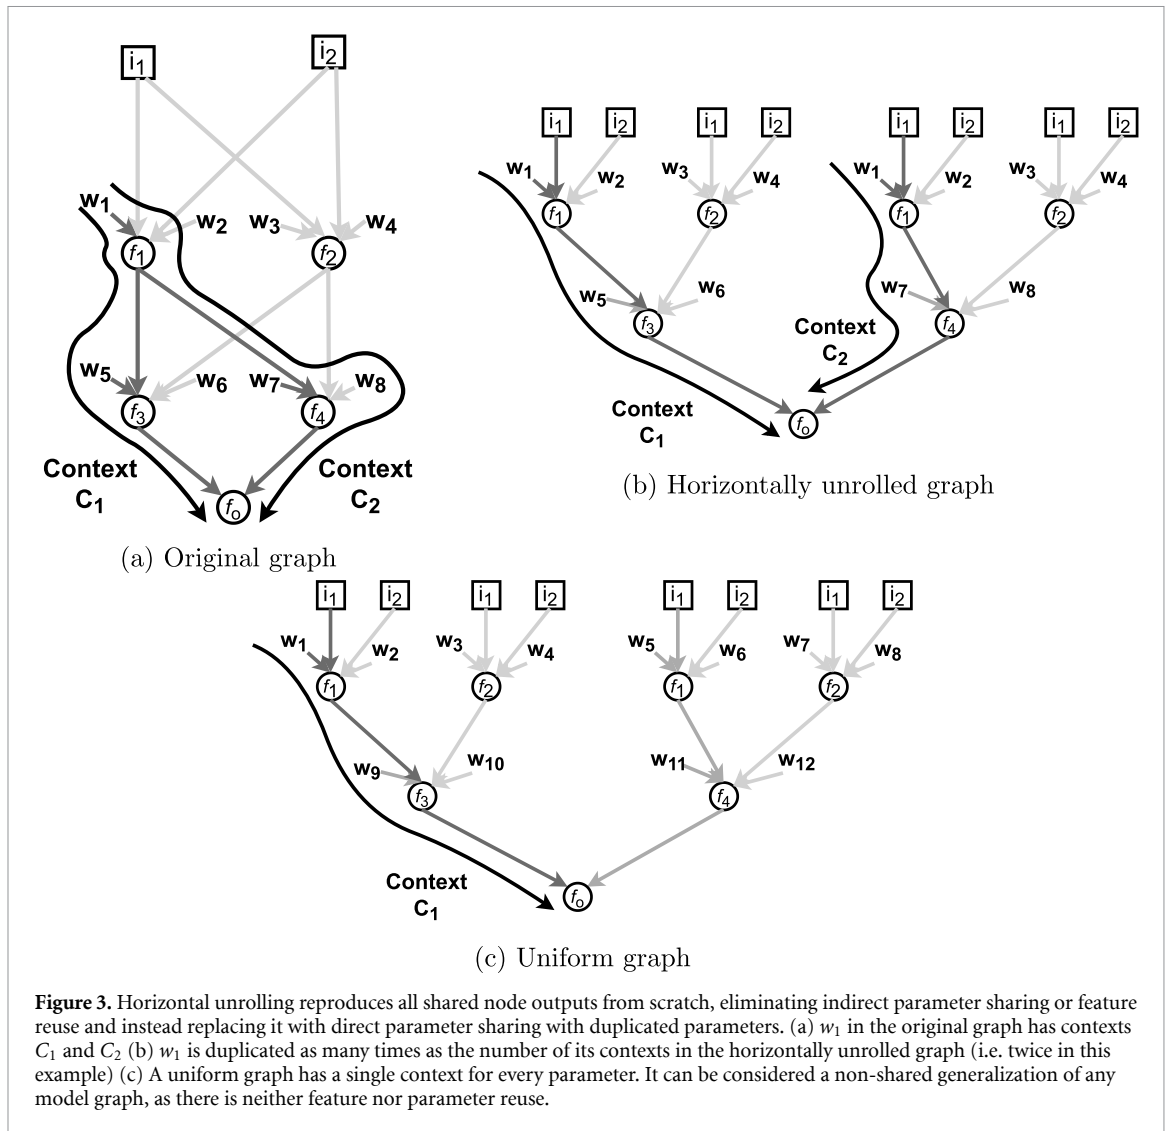 i1 i2
w1 w2 w3 w4
f1 f2
w5 w6 w7 w8
f3 f4
Context C1
Context C2
fo
(a) Original graph
i1 i2 i1 i2 i1 i2 i1 i2
w1 w2 w3 w4 w1 w2 w3 w4
f1 f2 f1 f2
w5 w6 w7 w8
f3 f4
Context C2
Context C1
fo
(b) Horizontally unrolled graph
i1 i2 i1 i2 i1 i2 i1 i2
w1 w2 w3 w4 w5 w6 w7 w8
f1 f2 f1 f2
w9 w10 w11 w12
f3 f4
Context C1
fo
(c) Uniform graph
Figure 3. Horizontal unrolling reproduces all shared node outputs from scratch, eliminating indirect parameter sharing or feature
reuse and instead replacing it with direct parameter sharing with duplicated parameters. (a) w1 in the original graph has contexts
C1 and C2 (b) w1 is duplicated as many times as the number of its contexts in the horizontally unrolled graph (i.e. twice in this
example) (c) A uniform graph has a single context for every parameter. It can be considered a non-shared generalization of any
model graph, as there is neither feature nor parameter reuse.